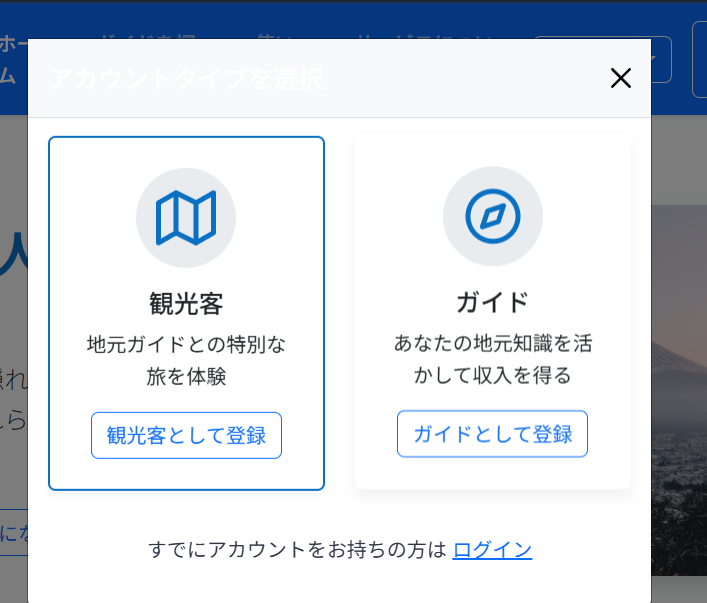 ホー
ム
アカウントタイプを選択
観光客
地元ガイドとの特別な
旅を体験
観光客として登録
ガイド
あなたの地元知識を活
かして収入を得る
ガイドとして登録
すでにアカウントをお持ちの方は ログイン